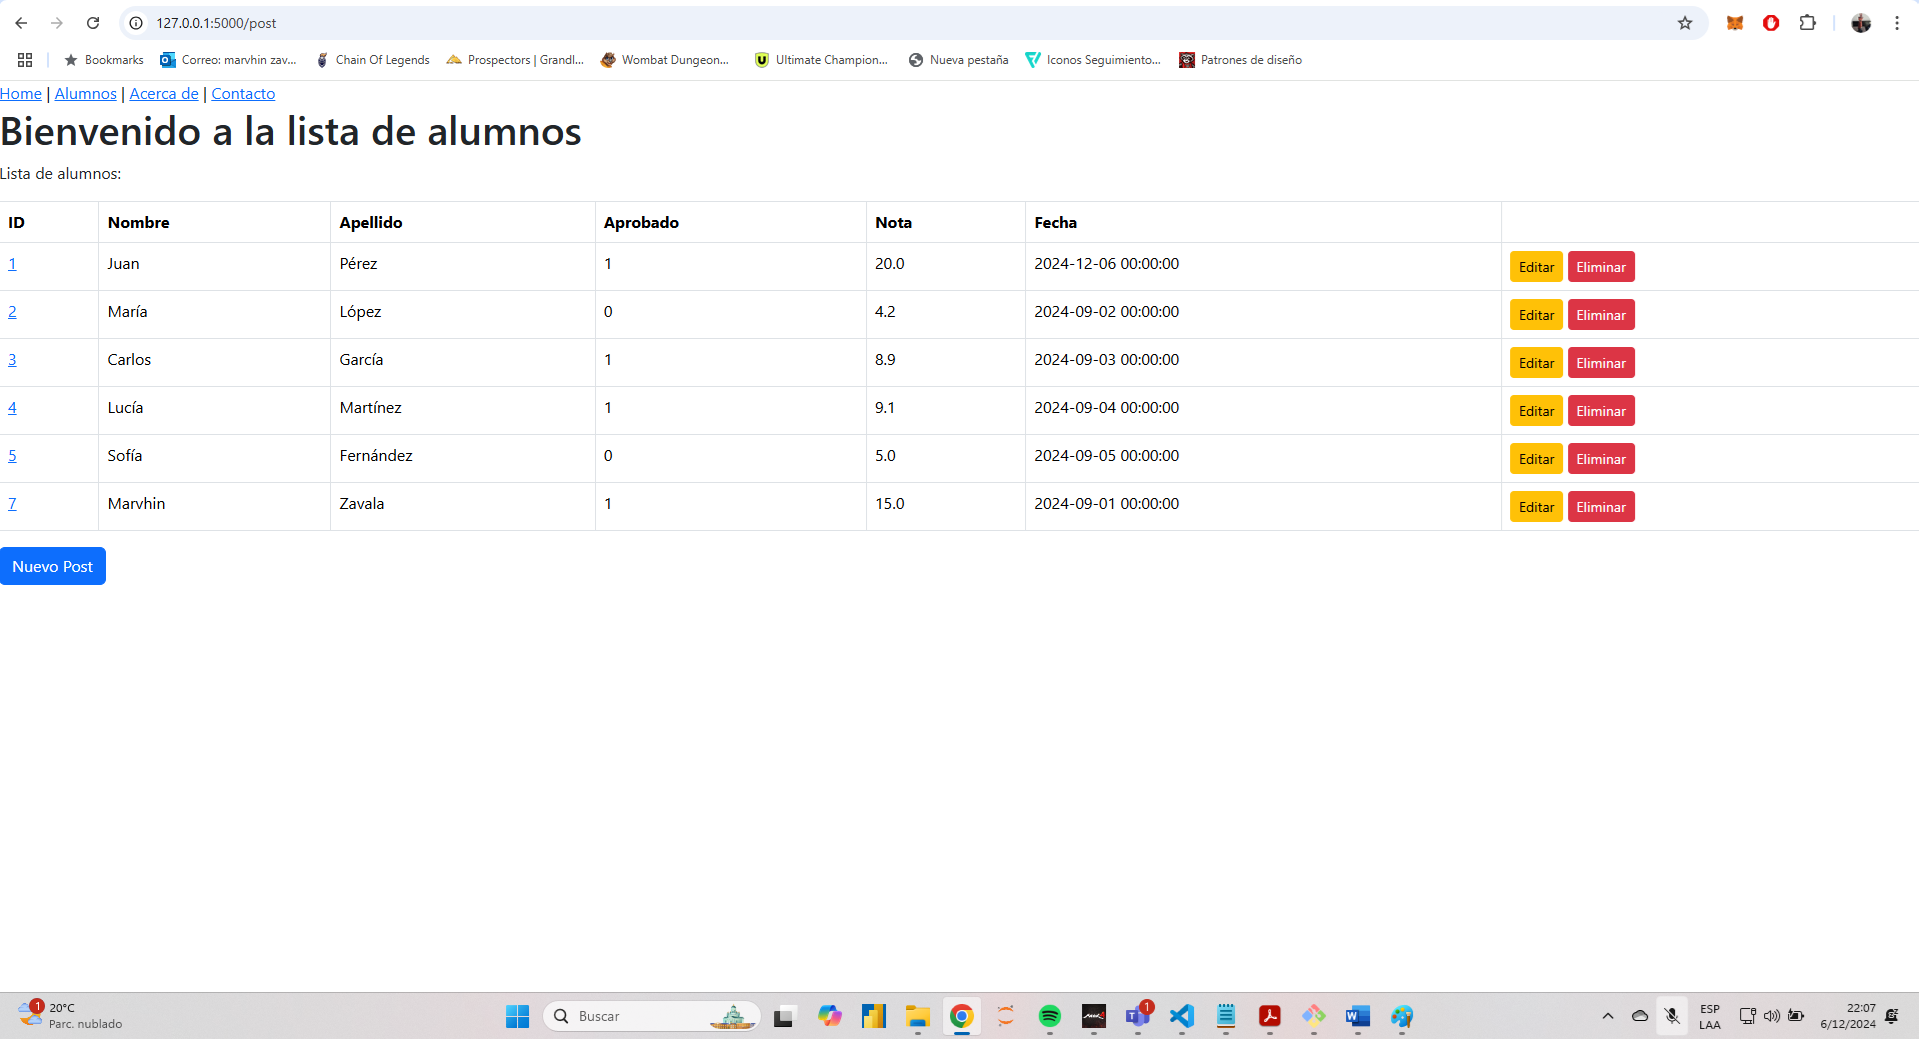 127.0.0.1:5000/post
Bookmarks Correo: marvhin zav... Chain Of Legends Prospectors | Grandl... Wombat Dungeon... Ultimate Champion... Nueva pestaña Iconos Seguimiento... Patrones de diseño
Home | Alumnos | Acerca de | Contacto
Bienvenido a la lista de alumnos
Lista de alumnos:
ID Nombre Apellido Aprobado Nota Fecha
1 Juan Pérez 1 20.0 2024-12-06 00:00:00 Editar Eliminar
2 María López 0 4.2 2024-09-02 00:00:00 Editar Eliminar
3 Carlos García 1 8.9 2024-09-03 00:00:00 Editar Eliminar
4 Lucía Martínez 1 9.1 2024-09-04 00:00:00 Editar Eliminar
5 Sofía Fernández 0 5.0 2024-09-05 00:00:00 Editar Eliminar
7 Marvhin Zavala 1 15.0 2024-09-01 00:00:00 Editar Eliminar
Nuevo Post
1 20°C
Parc. nublado
Buscar
1
ESP
LAA
22:07
6/12/2024